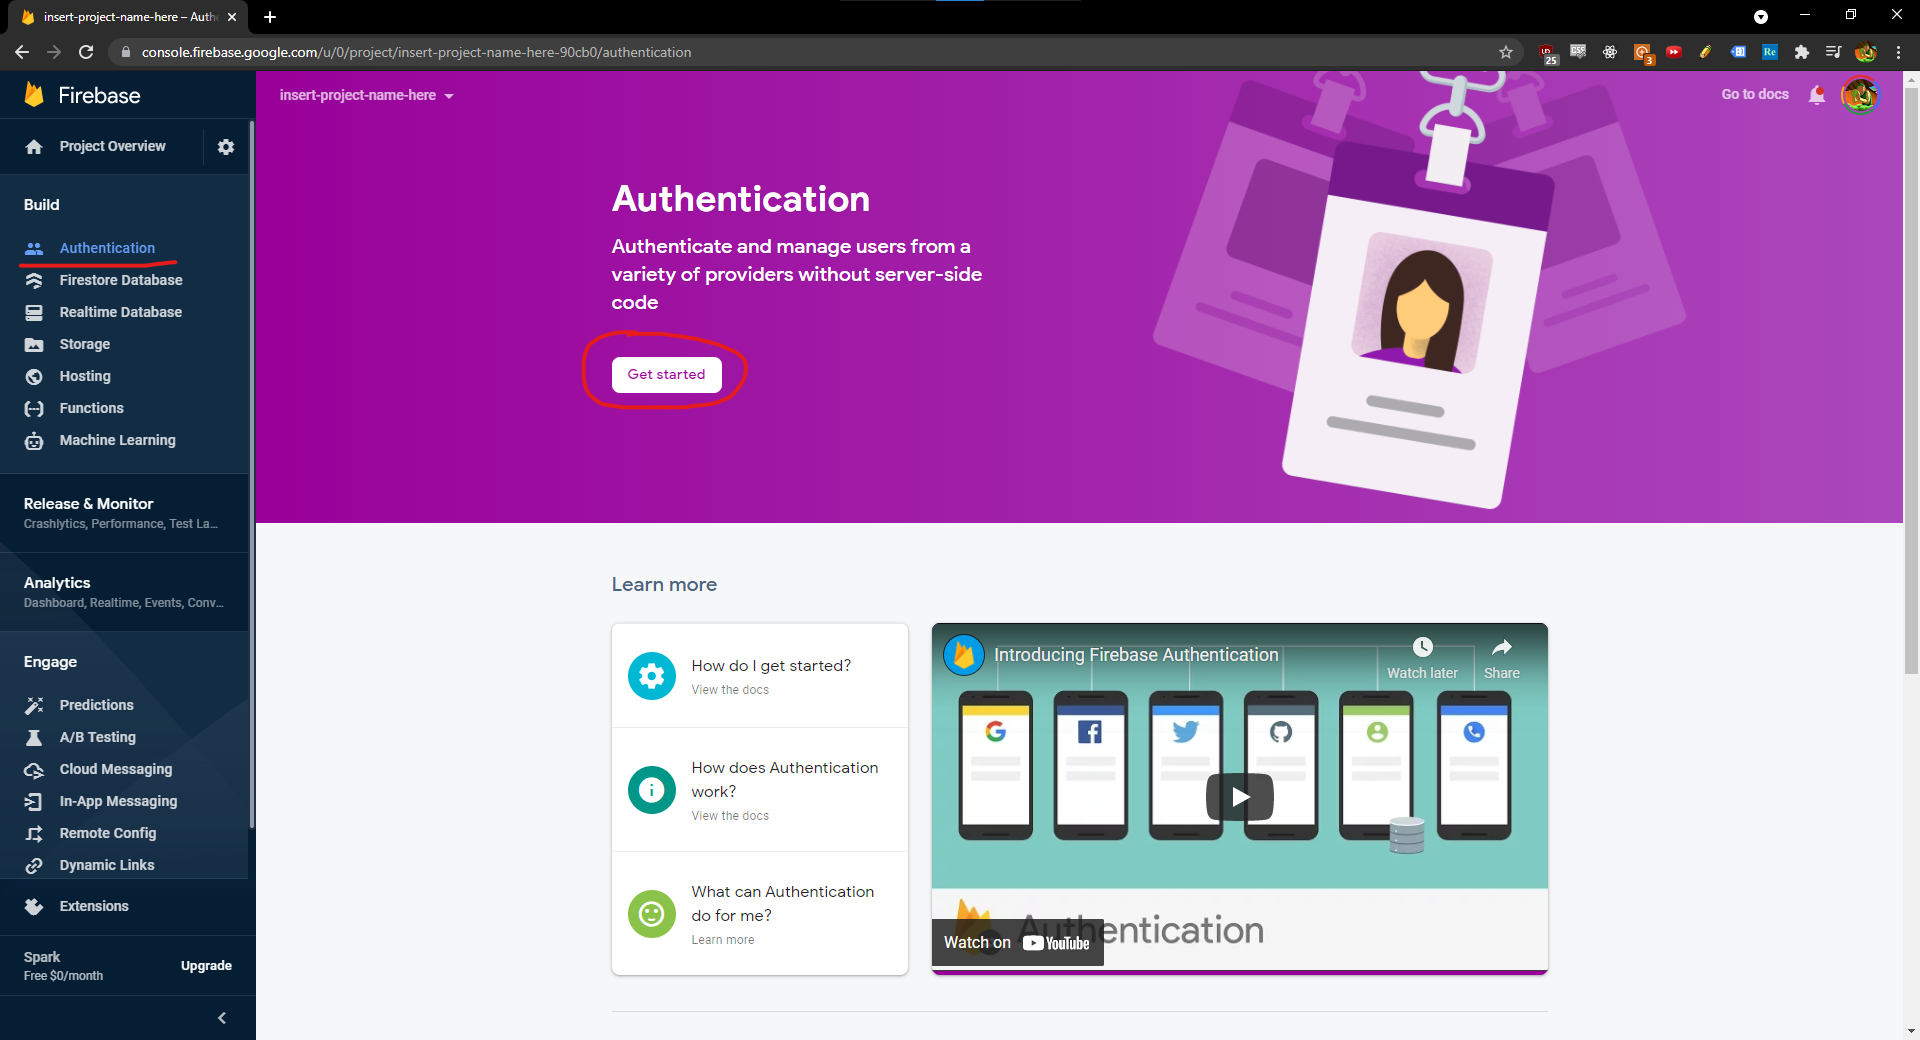 insert-project-name-here – Auth
console.firebase.google.com/u/0/project/insert-project-name-here-90cb0/authentication
25
CSP
3
Re
Firebase
insert-project-name-here
Go to docs
Project Overview
Build
Authentication
Firestore Database
Realtime Database
Storage
Hosting
Functions
Machine Learning
Release & Monitor
Crashlytics, Performance, Test La...
Analytics
Dashboard, Realtime, Events, Conv...
Engage
Predictions
A/B Testing
Cloud Messaging
In-App Messaging
Remote Config
Dynamic Links
Extensions
Spark
Free $0/month
Upgrade
Authentication
Authenticate and manage users from a
variety of providers without server-side
code
Get started
Learn more
How do I get started?
View the docs
How does Authentication
work?
View the docs
What can Authentication
do for me?
Learn more
Introducing Firebase Authentication
Watch later
Share
Authentication
Watch on YouTube